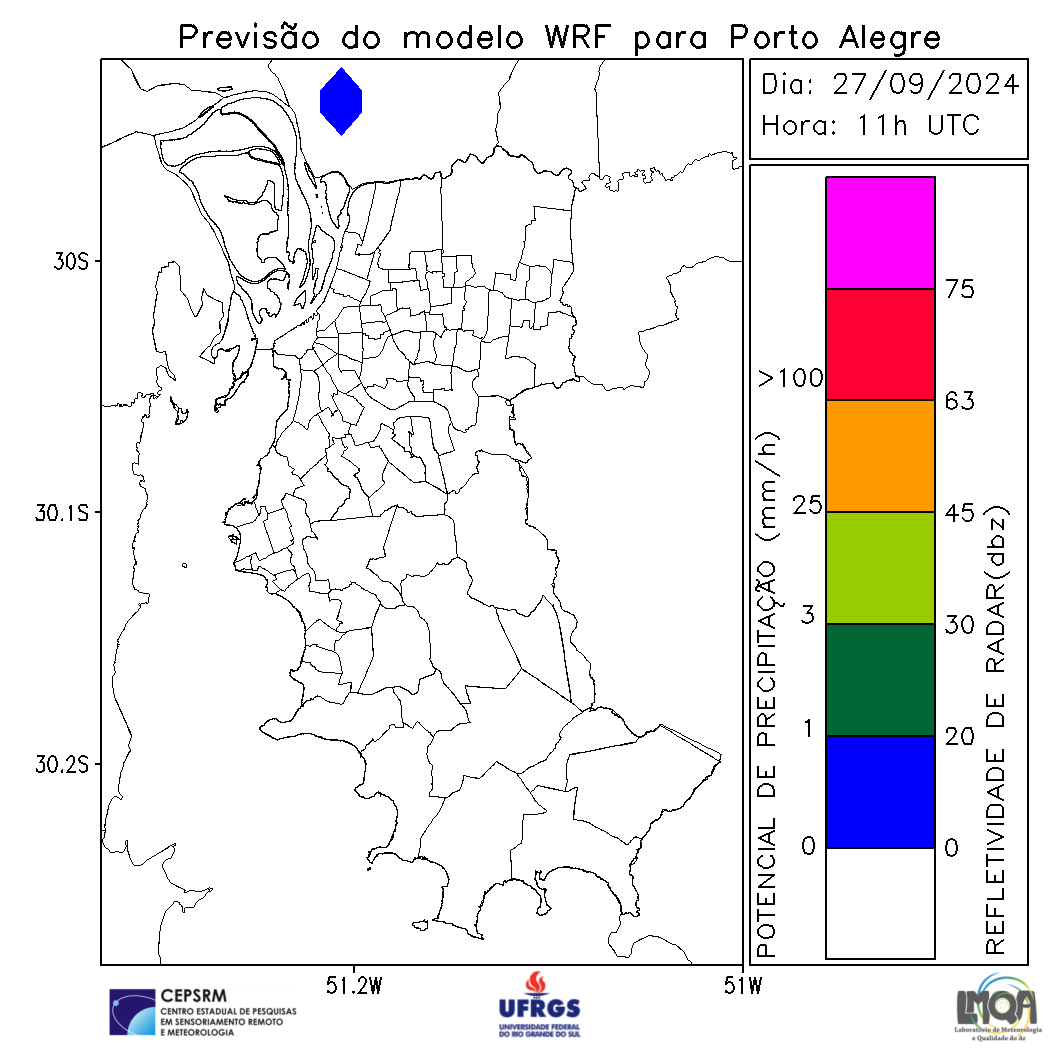 Previsão do modelo WRF para Porto Alegre
Dia: 27/09/2024
Hora: 11h UTC
30S
30.1S
30.2S
51.2W
51W
POTENCIAL DE PRECIPITAÇÃO (mm/h)
>100
25
3
1
0
75
63
45
30
20
0
REFLETIVIDADE DE RADAR(dbz)
CEPSRM
CENTRO ESTADUAL DE PESQUISAS
EM SENSORIAMENTO REMOTO
E METEOROLOGIA
UFRGS
UNIVERSIDADE FEDERAL
DO RIO GRANDE DO SUL
LMQA
Laboratório de Meteorologia
e Qualidade do Ar